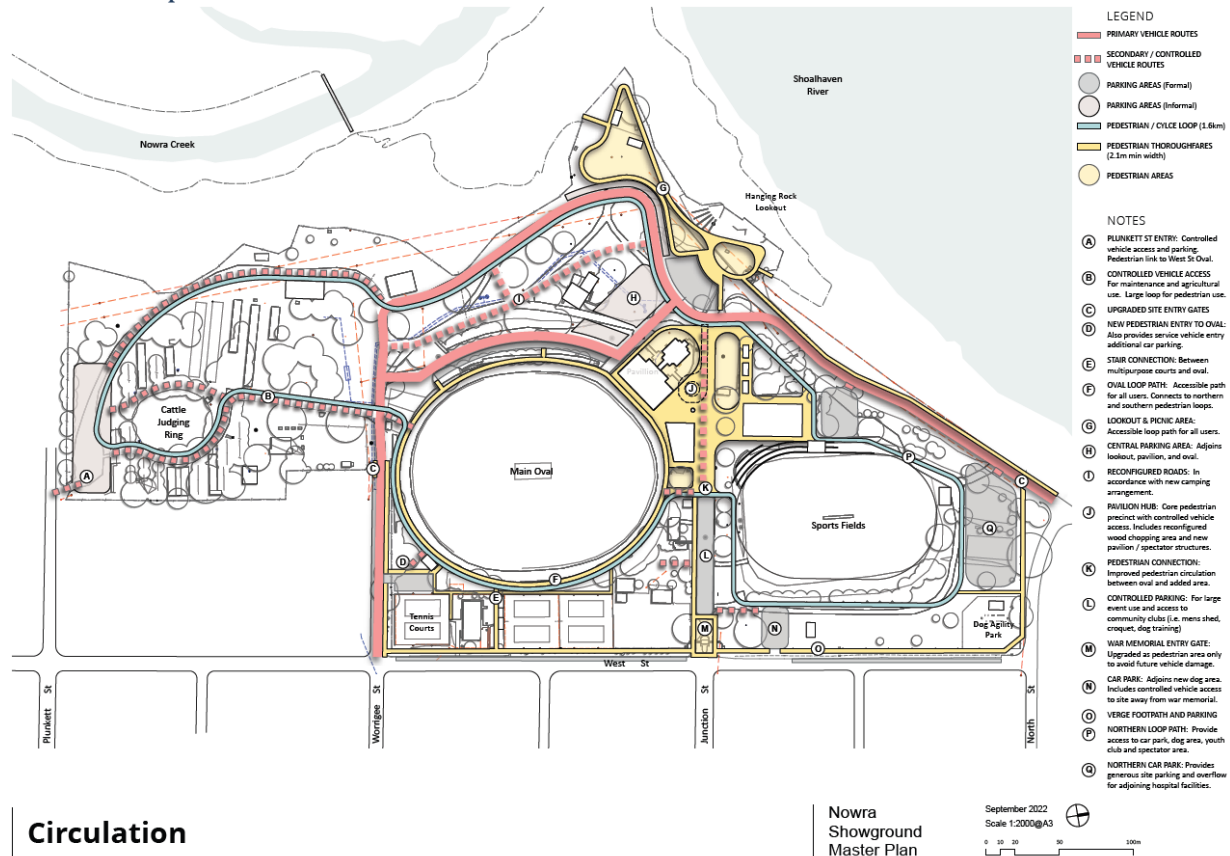 LEGEND
PRIMARY VEHICLE ROUTES
SECONDARY / CONTROLLED
VEHICLE ROUTES
PARKING AREAS (Formal)
PARKING AREAS (Informal)
PEDESTRIAN / CYLCE LOOP (1.6km)
PEDESTRIAN THOROUGHFARES
(2.1m min width)
PEDESTRIAN AREAS
NOTES
A PLUNKETT ST ENTRY: Controlled
vehicle access and parking.
Pedestrian link to West St Oval.
B CONTROLLED VEHICLE ACCESS
For maintenance and agricultural
use. Large loop for pedestrian use.
C UPGRADED SITE ENTRY GATES
D NEW PEDESTRIAN ENTRY TO OVAL:
Also provides service vehicle entry
additional car parking.
E STAIR CONNECTION: Between
multipurpose courts and oval.
F OVAL LOOP PATH: Accessible path
for all users. Connects to northern
and southern pedestrian loops.
G LOOKOUT & PICNIC AREA:
Accessible loop path for all users.
H CENTRAL PARKING AREA: Adjoins
lookout, pavilion, and oval.
I RECONFIGURED ROADS: In
accordance with new camping
arrangement.
J PAVILION HUB: Core pedestrian
precinct with controlled vehicle
access. Includes reconfigured
wood chopping area and new
pavilion / spectator structures.
K PEDESTRIAN CONNECTION:
Improved pedestrian circulation
between oval and added area.
L CONTROLLED PARKING: For large
event use and access to
community clubs (i.e. mens shed,
croquet, dog training)
M WAR MEMORIAL ENTRY GATE:
Upgraded as pedestrian area only
to avoid future vehicle damage.
N CAR PARK: Adjoins new dog area.
Includes controlled vehicle access
to site away from war memorial.
O VERGE FOOTPATH AND PARKING
P NORTHERN LOOP PATH: Provide
access to car park, dog area, youth
club and spectator area.
Q NORTHERN CAR PARK: Provides
generous site parking and overflow
for adjoining hospital facilities.
Shoalhaven
River
Nowra Creek
G
Hanging Rock
Lookout
I
H
Pavilion
J
B
Cattle
Judging
Ring
A
C
Main Oval
K
P
C
Sports Fields
Q
L
D
F
E
Tennis
Courts
M
N
O
Dog Agility
Park
West St
Plunkett St
Worrigee St
Junction St
North St
Circulation
Nowra
Showground
Master Plan
September 2022
Scale 1:2000@A3
0 10 20 50 100m